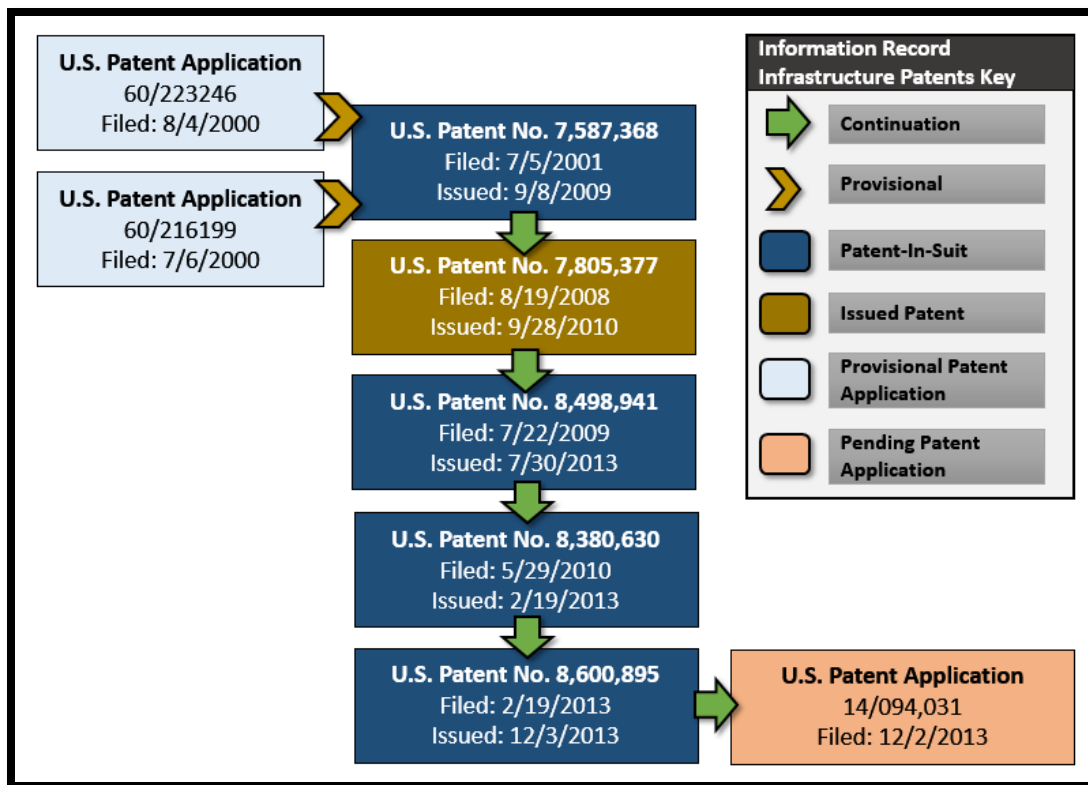 U.S. Patent Application
60/223246
Filed: 8/4/2000
U.S. Patent Application
60/216199
Filed: 7/6/2000
U.S. Patent No. 7,587,368
Filed: 7/5/2001
Issued: 9/8/2009
U.S. Patent No. 7,805,377
Filed: 8/19/2008
Issued: 9/28/2010
U.S. Patent No. 8,498,941
Filed: 7/22/2009
Issued: 7/30/2013
U.S. Patent No. 8,380,630
Filed: 5/29/2010
Issued: 2/19/2013
U.S. Patent No. 8,600,895
Filed: 2/19/2013
Issued: 12/3/2013
U.S. Patent Application
14/094,031
Filed: 12/2/2013
Information Record
Infrastructure Patents Key
Continuation
Provisional
Patent-In-Suit
Issued Patent
Provisional Patent
Application
Pending Patent
Application